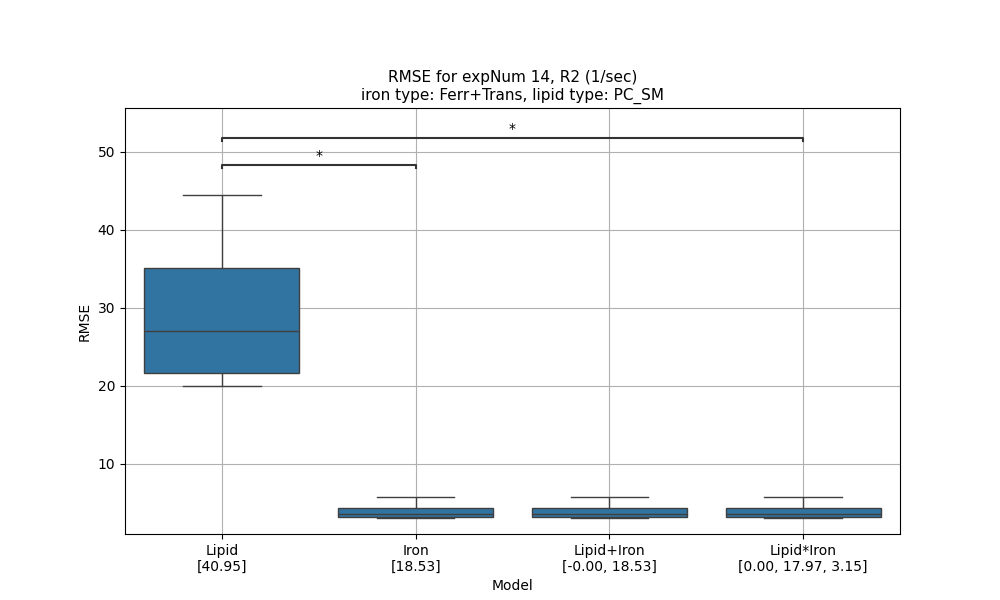 RMSE for expNum 14, R2 (1/sec)
iron type: Ferr+Trans, lipid type: PC_SM
*
*
50
40
30
20
10
RMSE
Lipid
[40.95]
Iron
[18.53]
Lipid+Iron
[-0.00, 18.53]
Lipid*Iron
[0.00, 17.97, 3.15]
Model